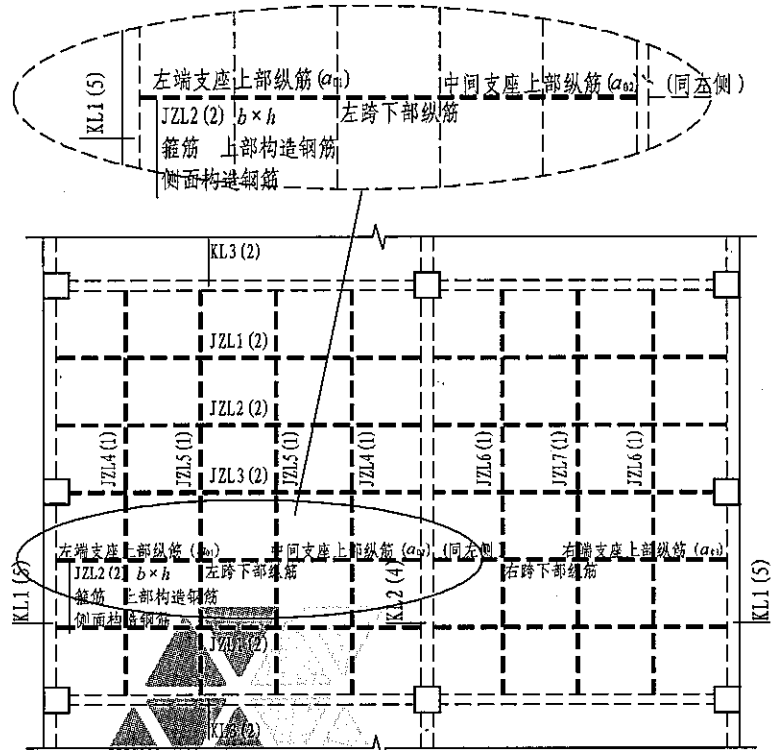 左端支座上部纵筋(a01) 中间支座上部纵筋(a02) (同左侧)
KL1(5)
JZL2(2) b×h 左跨下部纵筋
箍筋 上部构造钢筋
侧面构造钢筋
KL3(2)
JZL1(2)
JZL2(2)
JZL4(1) JZL5(1) JZL5(1) JZL4(1) JZL6(1) JZL7(1) JZL6(1)
JZL3(2)
左端支座上部纵筋(a01) 中间支座上部纵筋(a02) (同左侧 右端支座上部纵筋(a03)
JZL2(2) b×h 左跨下部纵筋 右跨下部纵筋
箍筋 上部构造钢筋
侧面构造钢筋
KL1(5) KL2(4) KL1(5)
JZL1(2)
KL3(2)